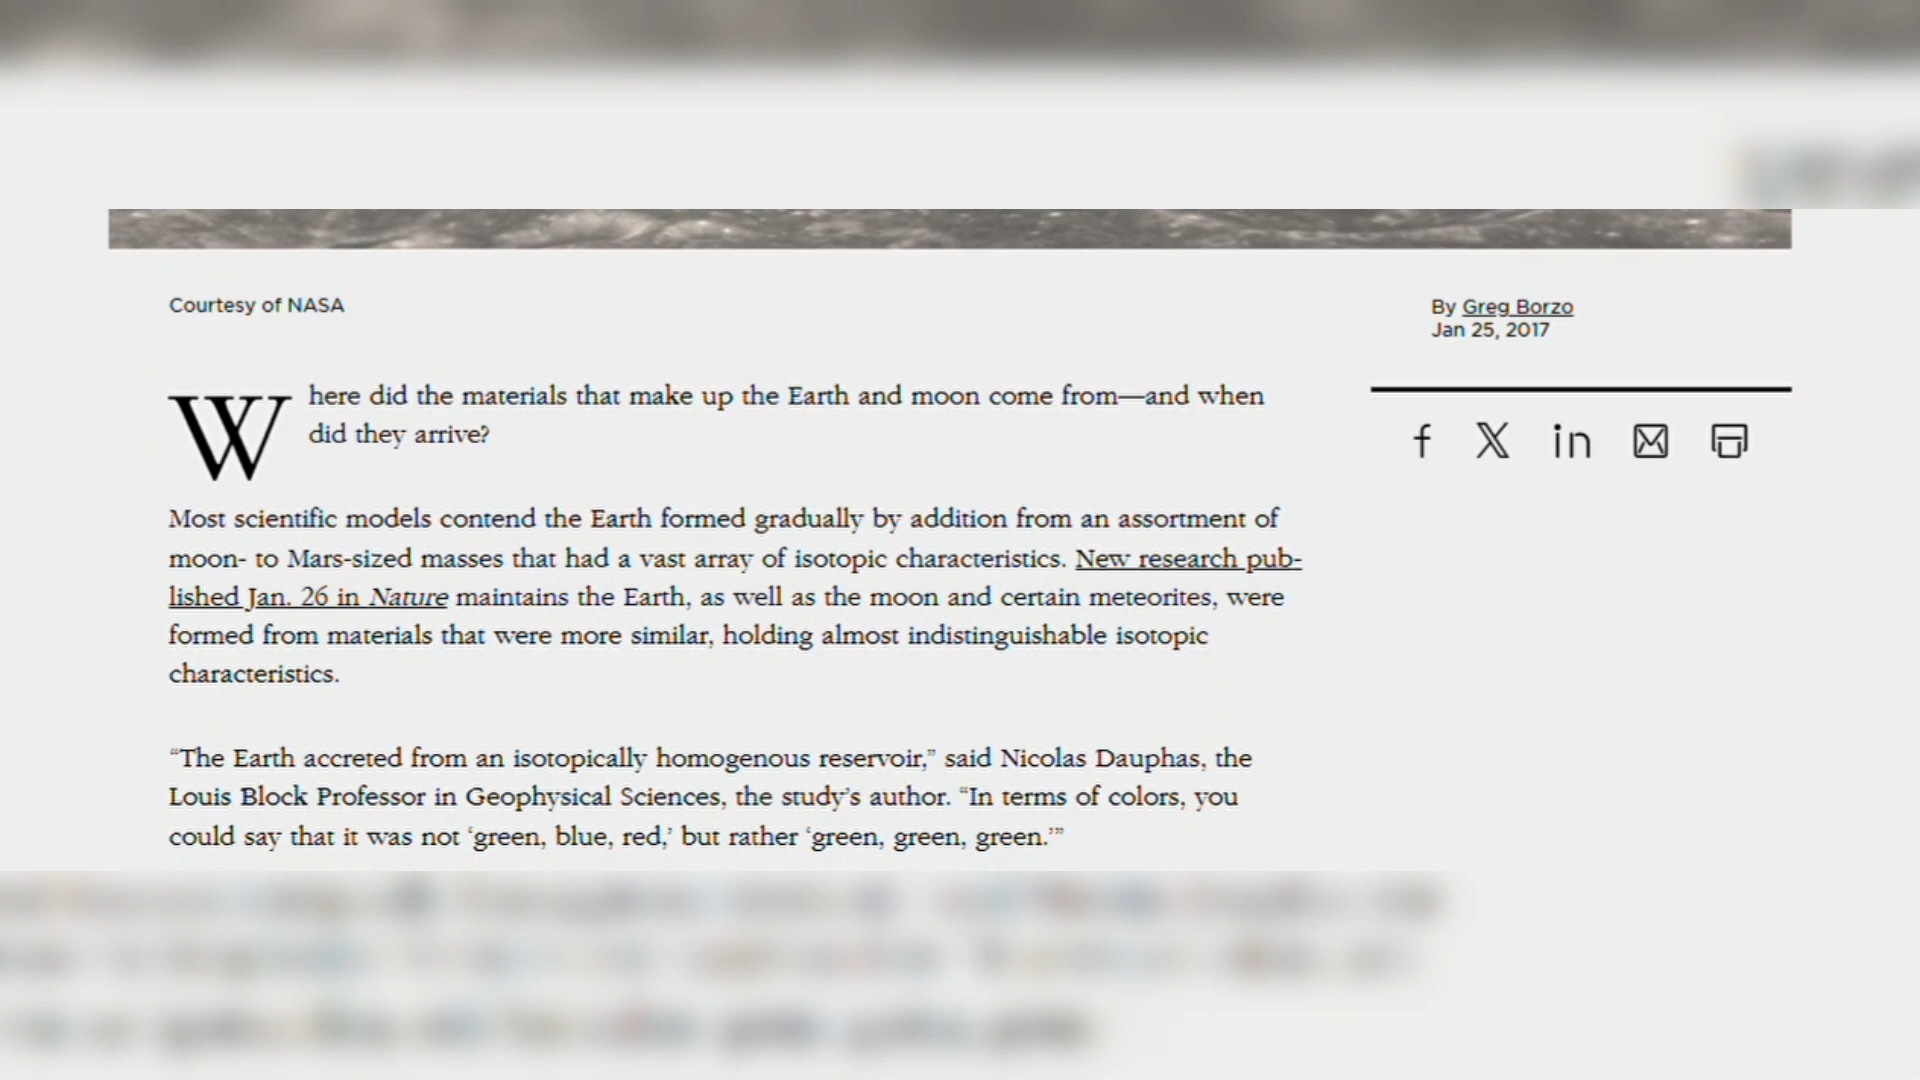 Courtesy of NASA
By Greg Borzo
Jan 25, 2017
Where did the materials that make up the Earth and moon come from—and when
did they arrive?
Most scientific models contend the Earth formed gradually by addition from an assortment of
moon- to Mars-sized masses that had a vast array of isotopic characteristics. New research pub-
lished Jan. 26 in Nature maintains the Earth, as well as the moon and certain meteorites, were
formed from materials that were more similar, holding almost indistinguishable isotopic
characteristics.
“The Earth accreted from an isotopically homogenous reservoir,” said Nicolas Dauphas, the
Louis Block Professor in Geophysical Sciences, the study’s author. “In terms of colors, you
could say that it was not ‘green, blue, red,’ but rather ‘green, green, green.’”